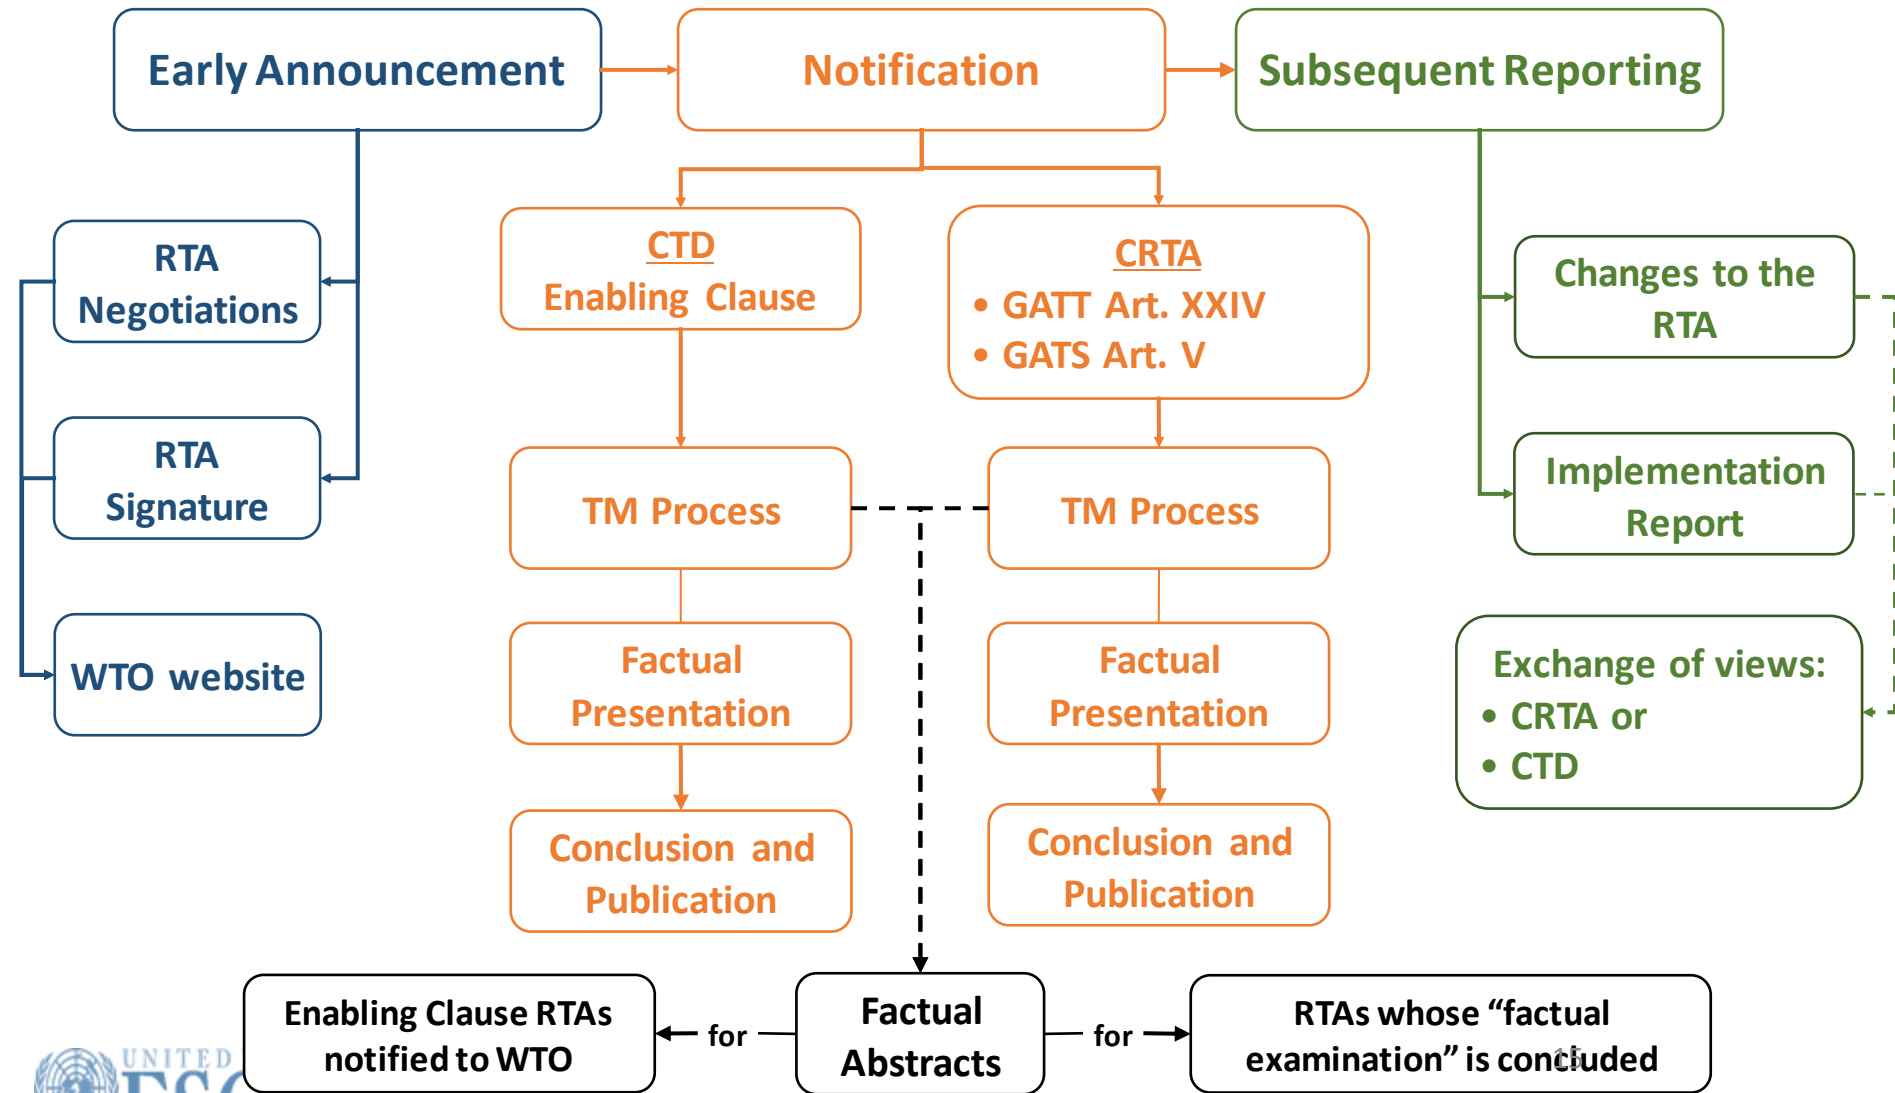 Early Announcement
Notification
Subsequent Reporting
RTA
Negotiations
RTA
Signature
WTO website
CTD
Enabling Clause
CRTA
• GATT Art. XXIV
• GATS Art. V
TM Process
TM Process
Factual
Presentation
Factual
Presentation
Conclusion and
Publication
Conclusion and
Publication
Changes to the
RTA
Implementation
Report
Exchange of views:
• CRTA or
• CTD
Enabling Clause RTAs
notified to WTO
for
Factual
Abstracts
for
RTAs whose “factual
examination” is concluded
15
UNITED